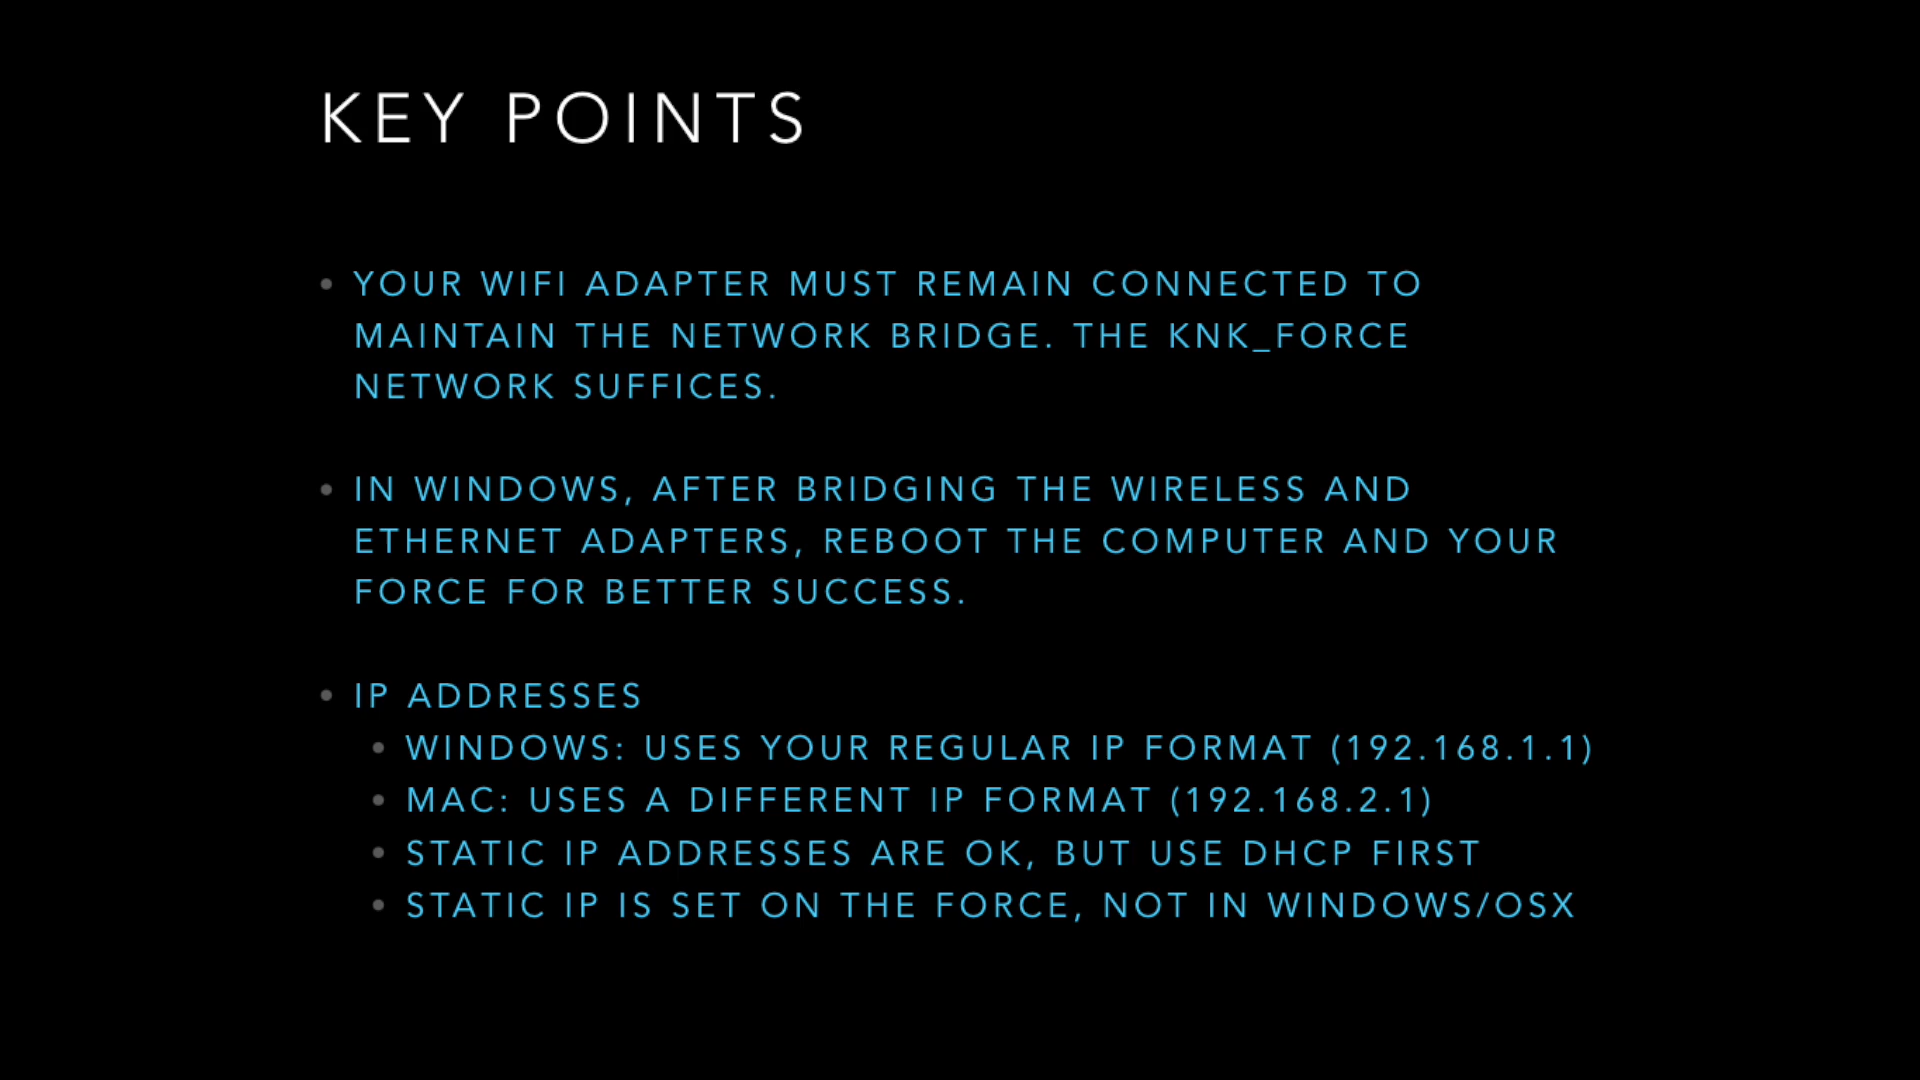 KEY POINTS
• YOUR WIFI ADAPTER MUST REMAIN CONNECTED TO
MAINTAIN THE NETWORK BRIDGE. THE KNK_FORCE
NETWORK SUFFICES.
• IN WINDOWS, AFTER BRIDGING THE WIRELESS AND
ETHERNET ADAPTERS, REBOOT THE COMPUTER AND YOUR
FORCE FOR BETTER SUCCESS.
• IP ADDRESSES
• WINDOWS: USES YOUR REGULAR IP FORMAT (192.168.1.1)
• MAC: USES A DIFFERENT IP FORMAT (192.168.2.1)
• STATIC IP ADDRESSES ARE OK, BUT USE DHCP FIRST
• STATIC IP IS SET ON THE FORCE, NOT IN WINDOWS/OSX